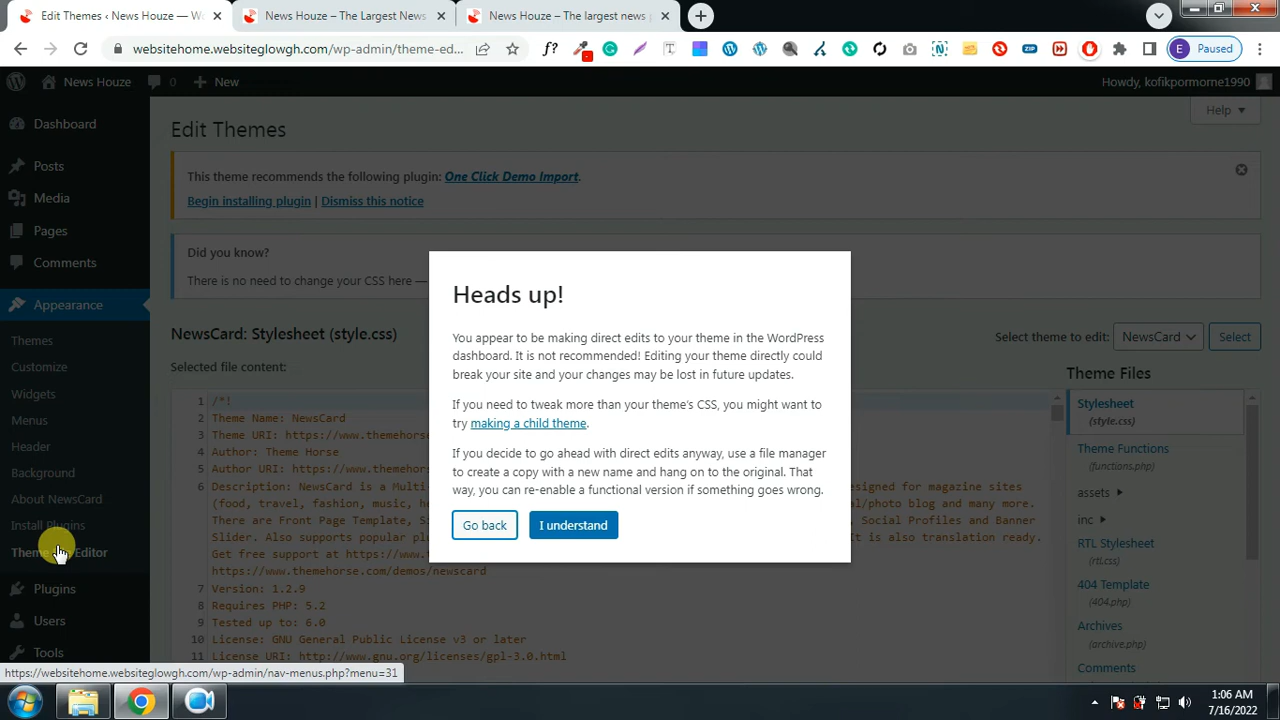 Edit Themes ‹ News Houze — Wo
News Houze – The Largest News
News Houze – The largest news p
websitehome.websiteglowgh.com/wp-admin/theme-ed...
f?
T
ZIP
E
Paused
News Houze
0
New
Howdy, kofikpormorne1990
Help
Dashboard
Posts
Media
Pages
Comments
Appearance
Themes
Customize
Widgets
Menus
Header
Background
About NewsCard
Install Plugins
Theme Editor
Plugins
Users
Tools
Edit Themes
This theme recommends the following plugin: One Click Demo Import.
Begin installing plugin | Dismiss this notice
Did you know?
There is no need to change your CSS here —
NewsCard: Stylesheet (style.css)
Select theme to edit:
NewsCard
Select
Selected file content:
Theme Files
1 /*!
2 Theme Name: NewsCard
3 Theme URI: https://www.themehorse
4 Author: Theme Horse
5 Author URI: https://www.themehors
6 Description: NewsCard is a Multi- designed for magazine sites
(food, travel, fashion, music, he l/photo blog and many more.
There are Front Page Template, Si Social Profiles and Banner
Slider. Also supports popular plu It is also translation ready.
Get free support at https://www.t
https://www.themehorse.com/demos/newscard
7 Version: 1.2.9
8 Requires PHP: 5.2
9 Tested up to: 6.0
10 License: GNU General Public License v3 or later
11 License URI: http://www.gnu.org/licenses/gpl-3.0.html
Stylesheet
(style.css)
Theme Functions
(functions.php)
assets
inc
RTL Stylesheet
(rtl.css)
404 Template
(404.php)
Archives
(archive.php)
Comments
Heads up!
You appear to be making direct edits to your theme in the WordPress
dashboard. It is not recommended! Editing your theme directly could
break your site and your changes may be lost in future updates.
If you need to tweak more than your theme's CSS, you might want to
try making a child theme.
If you decide to go ahead with direct edits anyway, use a file manager
to create a copy with a new name and hang on to the original. That
way, you can re-enable a functional version if something goes wrong.
Go back
I understand
https://websitehome.websiteglowgh.com/wp-admin/nav-menus.php?menu=31
1:06 AM
7/16/2022